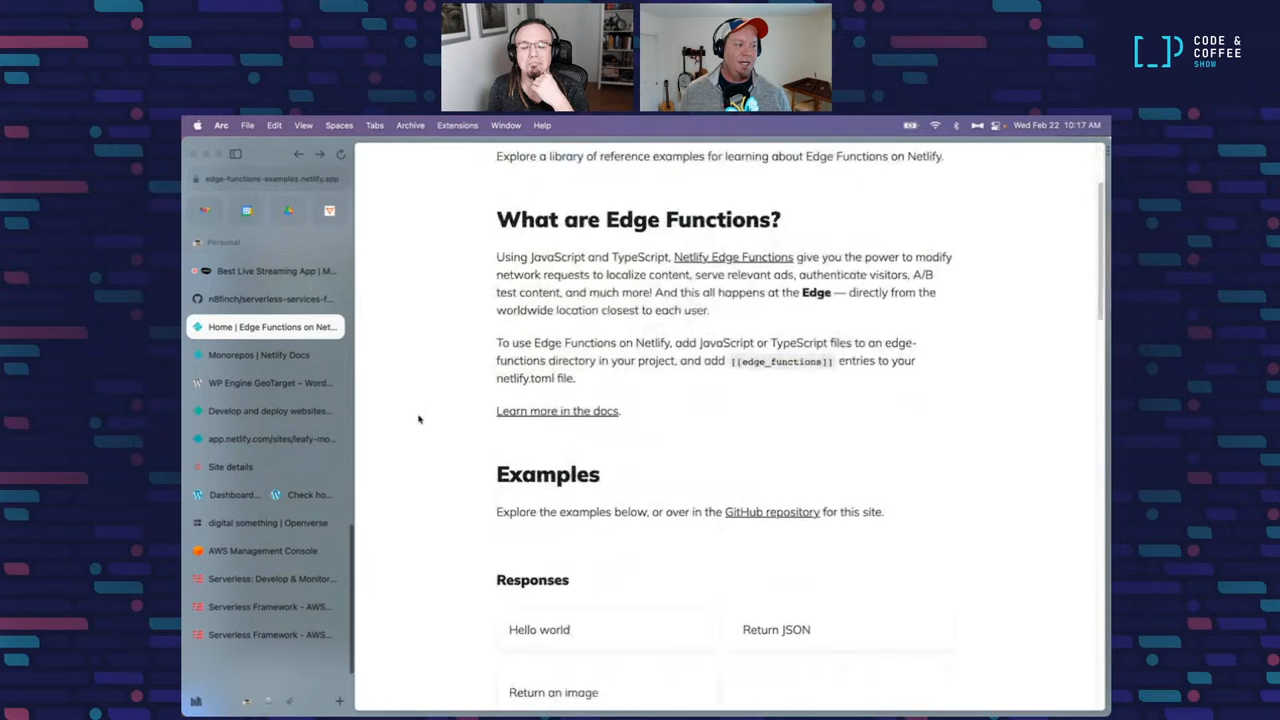 CODE &
COFFEE
SHOW
Arc File Edit View Spaces Tabs Archive Extensions Window Help
Wed Feb 22 10:17 AM
edge-functions-examples.netlify.app
Personal
Best Live Streaming App | M...
n8finch/serverless-services-f...
Home | Edge Functions on Net...
Monorepos | Netlify Docs
WP Engine GeoTarget – Word...
Develop and deploy websites...
app.netlify.com/sites/leafy-mo...
Site details
Dashboard... Check ho...
digital something | Openverse
AWS Management Console
Serverless: Develop & Monitor...
Serverless Framework - AWS...
Serverless Framework - AWS...
Explore a library of reference examples for learning about Edge Functions on Netlify.
What are Edge Functions?
Using JavaScript and TypeScript, Netlify Edge Functions give you the power to modify
network requests to localize content, serve relevant ads, authenticate visitors, A/B
test content, and much more! And this all happens at the Edge — directly from the
worldwide location closest to each user.
To use Edge Functions on Netlify, add JavaScript or TypeScript files to an edge-
functions directory in your project, and add [[edge_functions]] entries to your
netlify.toml file.
Learn more in the docs.
Examples
Explore the examples below, or over in the GitHub repository for this site.
Responses
Hello world
Return JSON
Return an image